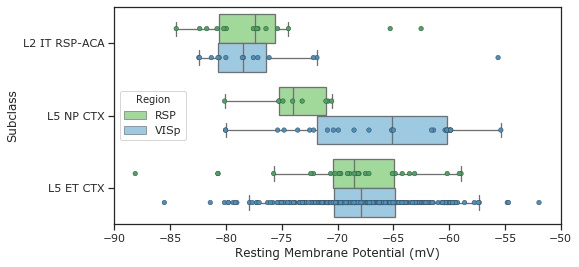 L2 IT RSP-ACA
L5 NP CTX
L5 ET CTX
Subclass
Region
RSP
VISp
−90 −85 −80 −75 −70 −65 −60 −55 −50
Resting Membrane Potential (mV)